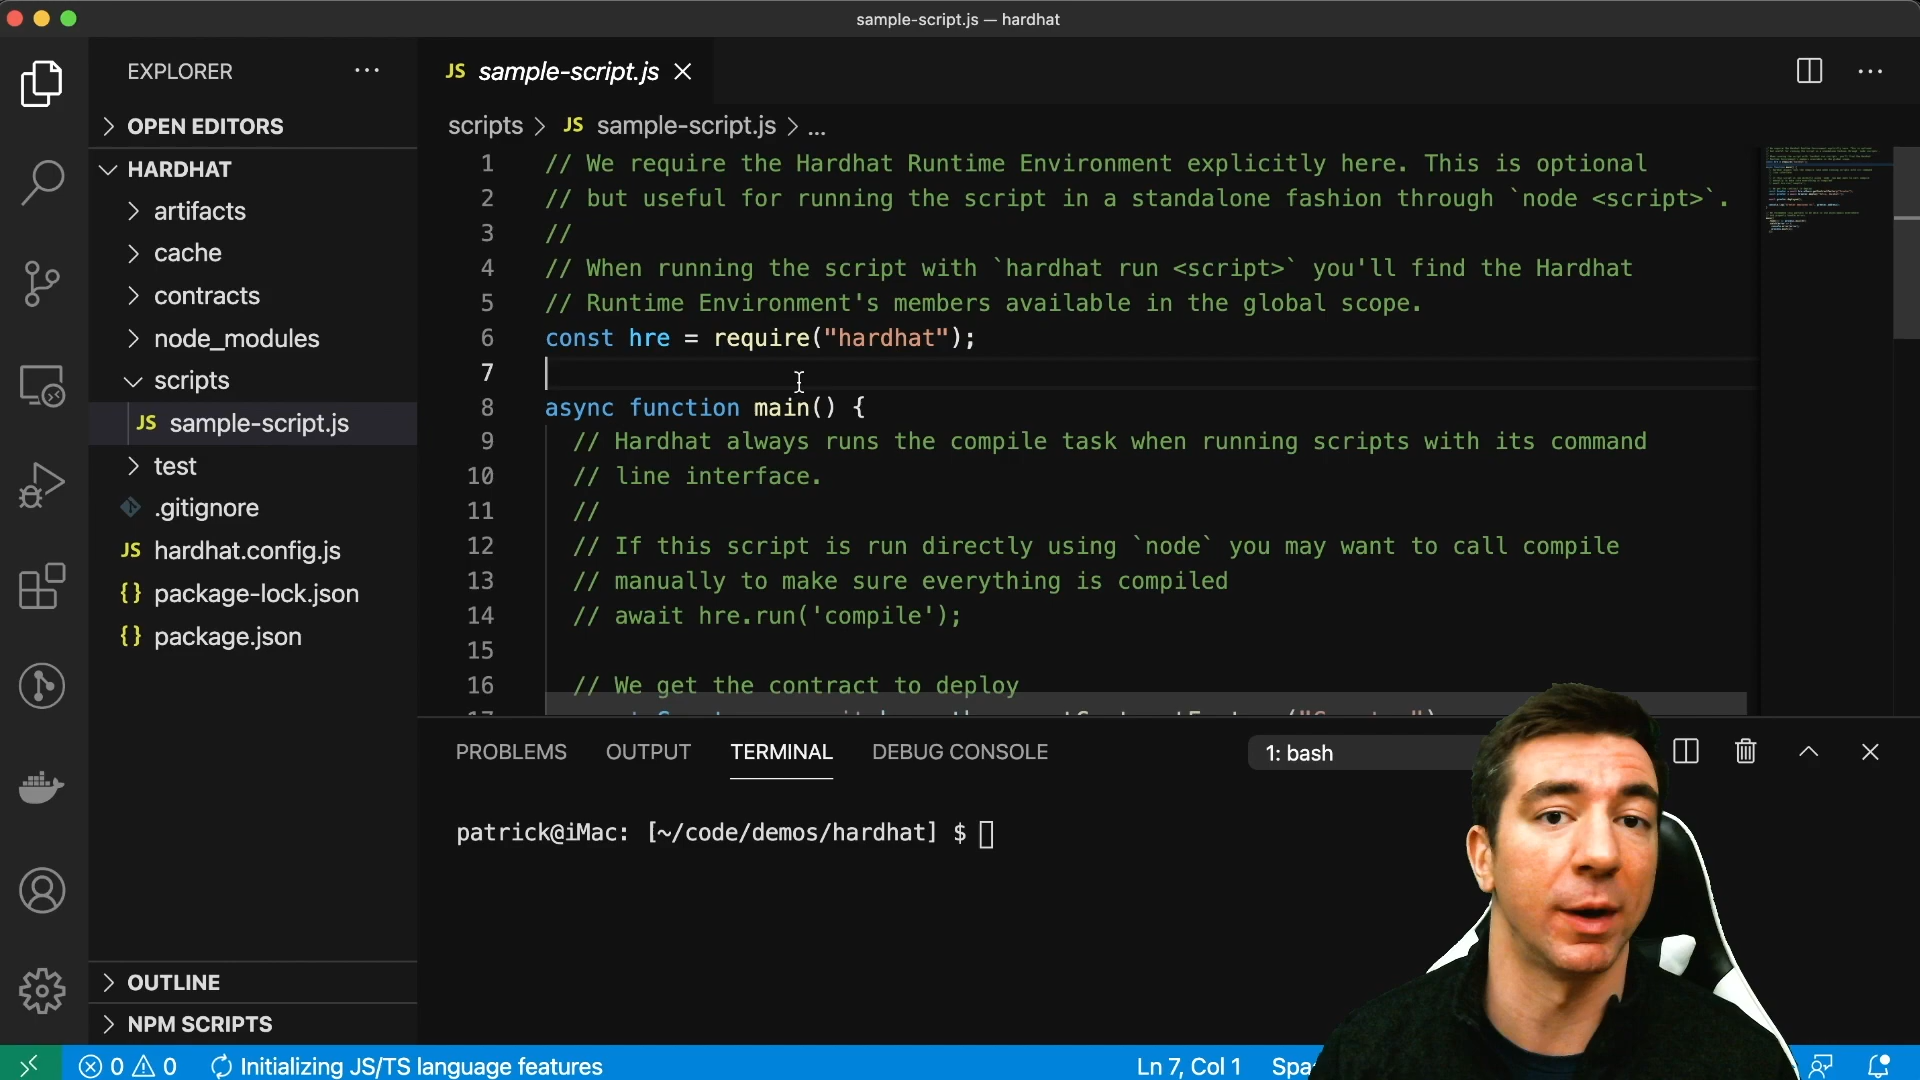 sample-script.js — hardhat
EXPLORER
OPEN EDITORS
HARDHAT
artifacts
cache
contracts
node_modules
scripts
JS sample-script.js
test
.gitignore
JS hardhat.config.js
{} package-lock.json
{} package.json
OUTLINE
NPM SCRIPTS
JS sample-script.js
scripts > JS sample-script.js > ...
1 // We require the Hardhat Runtime Environment explicitly here. This is optional
2 // but useful for running the script in a standalone fashion through `node <script>`.
3 //
4 // When running the script with `hardhat run <script>` you'll find the Hardhat
5 // Runtime Environment's members available in the global scope.
6 const hre = require("hardhat");
7
8 async function main() {
9 // Hardhat always runs the compile task when running scripts with its command
10 // line interface.
11 //
12 // If this script is run directly using `node` you may want to call compile
13 // manually to make sure everything is compiled
14 // await hre.run('compile');
15
16 // We get the contract to deploy
PROBLEMS OUTPUT TERMINAL DEBUG CONSOLE
1: bash
patrick@iMac: [~/code/demos/hardhat] $
0 0 Initializing JS/TS language features
Ln 7, Col 1